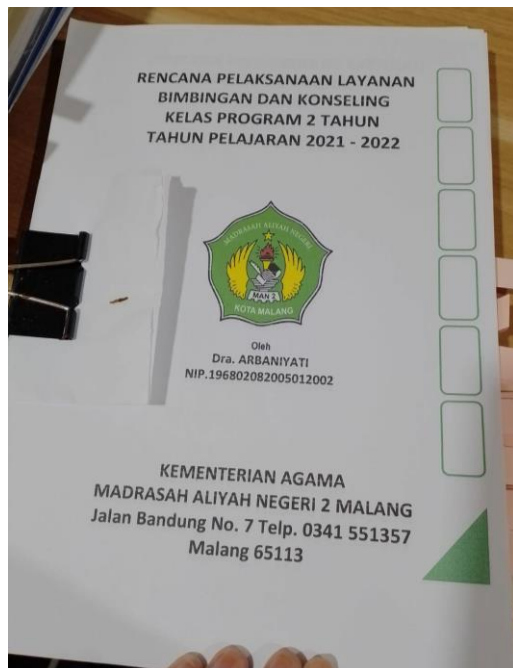 RENCANA PELAKSANAAN LAYANAN
BIMBINGAN DAN KONSELING
KELAS PROGRAM 2 TAHUN
TAHUN PELAJARAN 2021 - 2022
MADRASAH ALIYAH NEGERI
MAN 2
KOTA MALANG
Oleh
Dra. ARBANIYATI
NIP.196802082005012002
KEMENTERIAN AGAMA
MADRASAH ALIYAH NEGERI 2 MALANG
Jalan Bandung No. 7 Telp. 0341 551357
Malang 65113